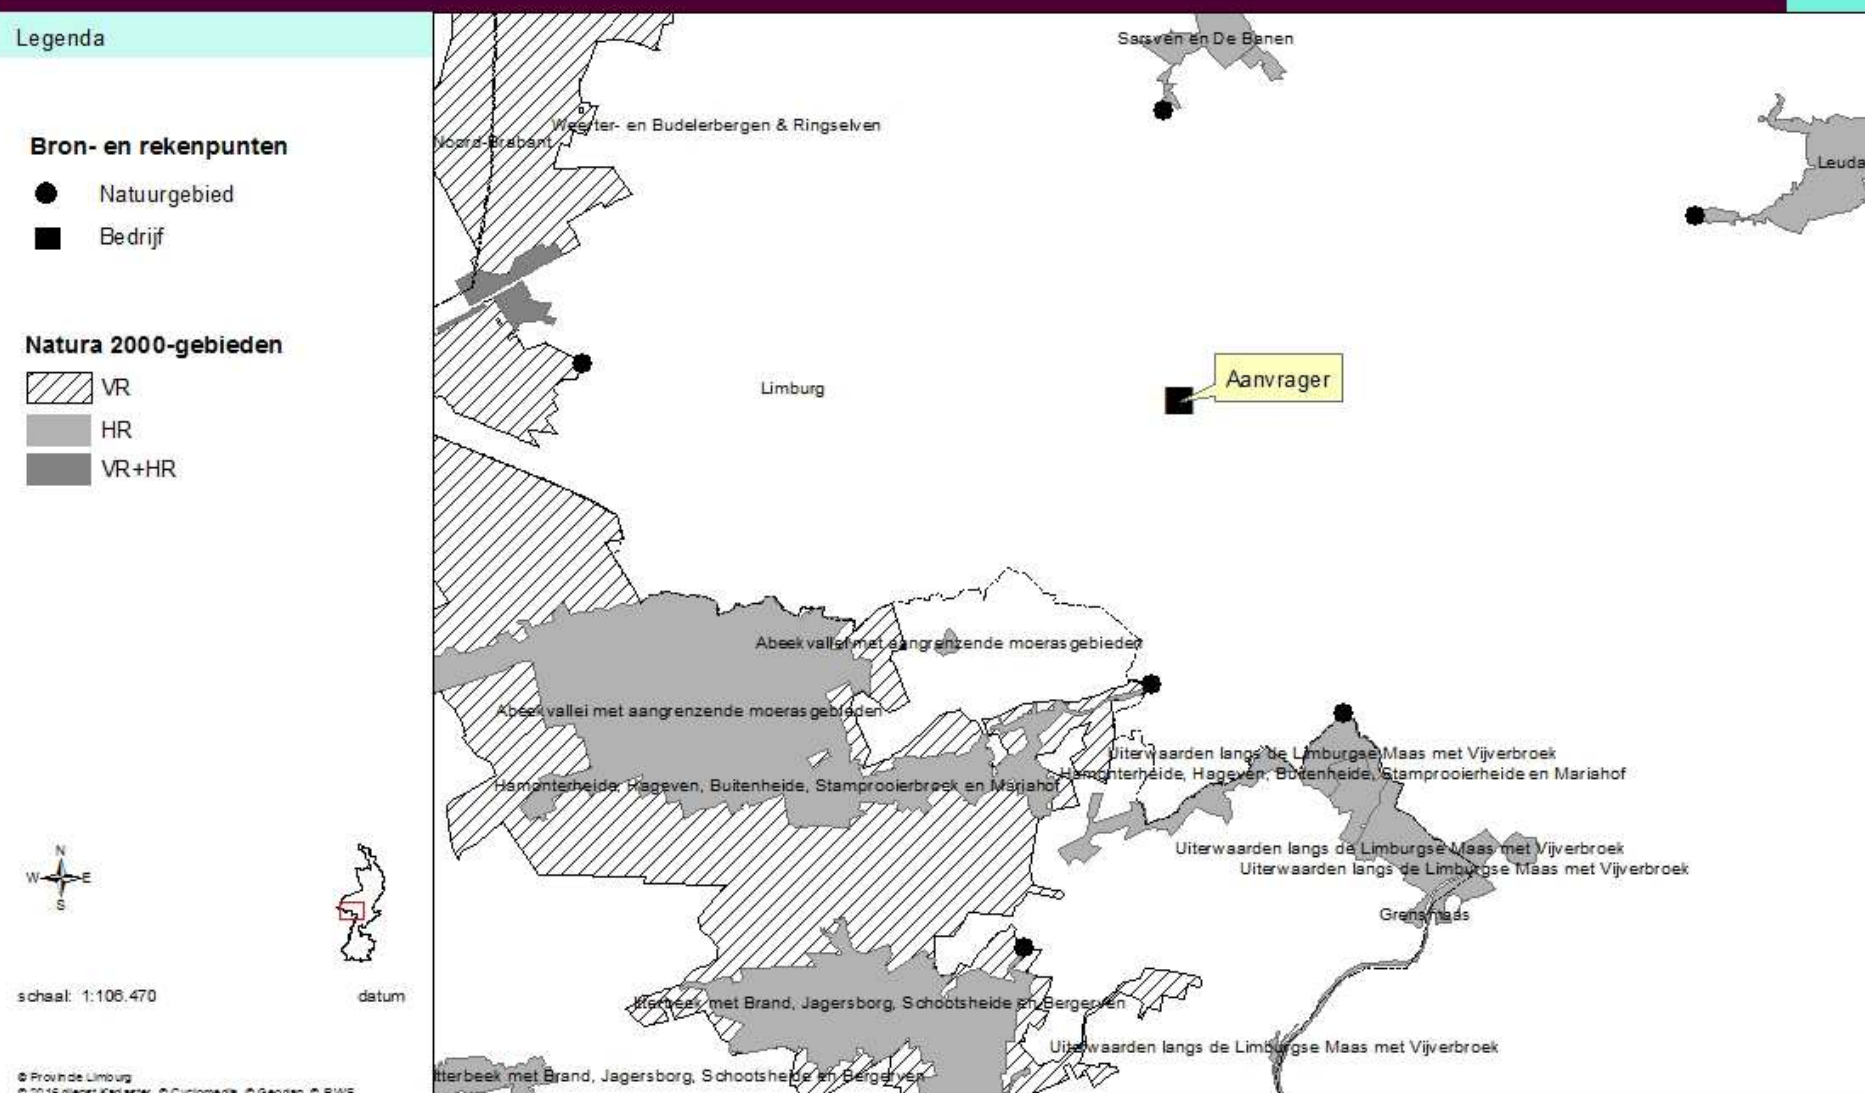 Legenda
Bron- en rekenpunten
Natuurgebied
Bedrijf
Natura 2000-gebieden
VR
HR
VR+HR
N
W E
S
schaal: 1:106.470 datum
© Provincie Limburg
Sarsven en De Banen
Weerter- en Budelerbergen & Ringselven
Noord-Brabant
Leuda
Aanvrager
Limburg
Abeekvallei met aangrenzende moerasgebieden
Abeekvallei met aangrenzende moerasgebieden
Uiterwaarden langs de Limburgse Maas met Vijverbroek
Hamonterheide, Hageven, Buitenheide, Stamprooierheide en Mariahof
Hamonterheide, Hageven, Buitenheide, Stamprooierbroek en Mariahof
Uiterwaarden langs de Limburgse Maas met Vijverbroek
Uiterwaarden langs de Limburgse Maas met Vijverbroek
Grensmaas
Itterbeek met Brand, Jagersborg, Schootsheide en Bergerven
Uiterwaarden langs de Limburgse Maas met Vijverbroek
Itterbeek met Brand, Jagersborg, Schootsheide en Bergerven